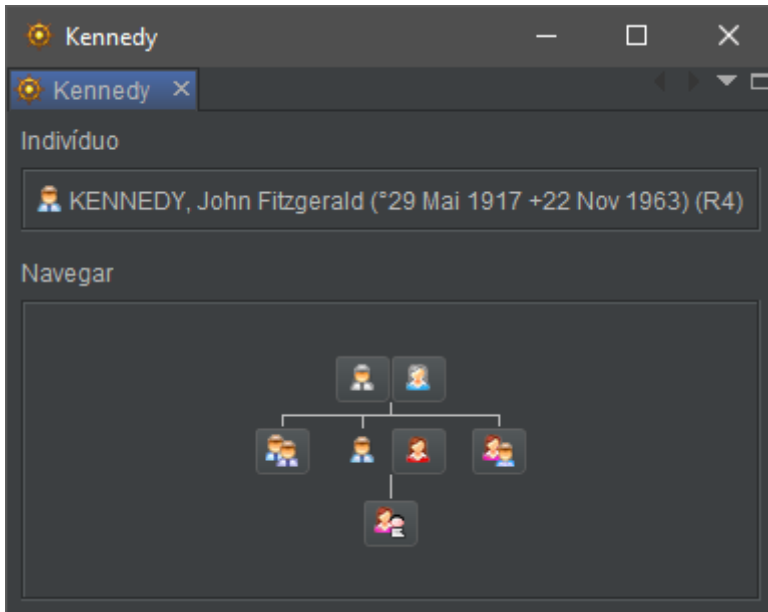 Kennedy
Kennedy
Indivíduo
KENNEDY, John Fitzgerald (°29 Mai 1917 +22 Nov 1963) (R4)
Navegar